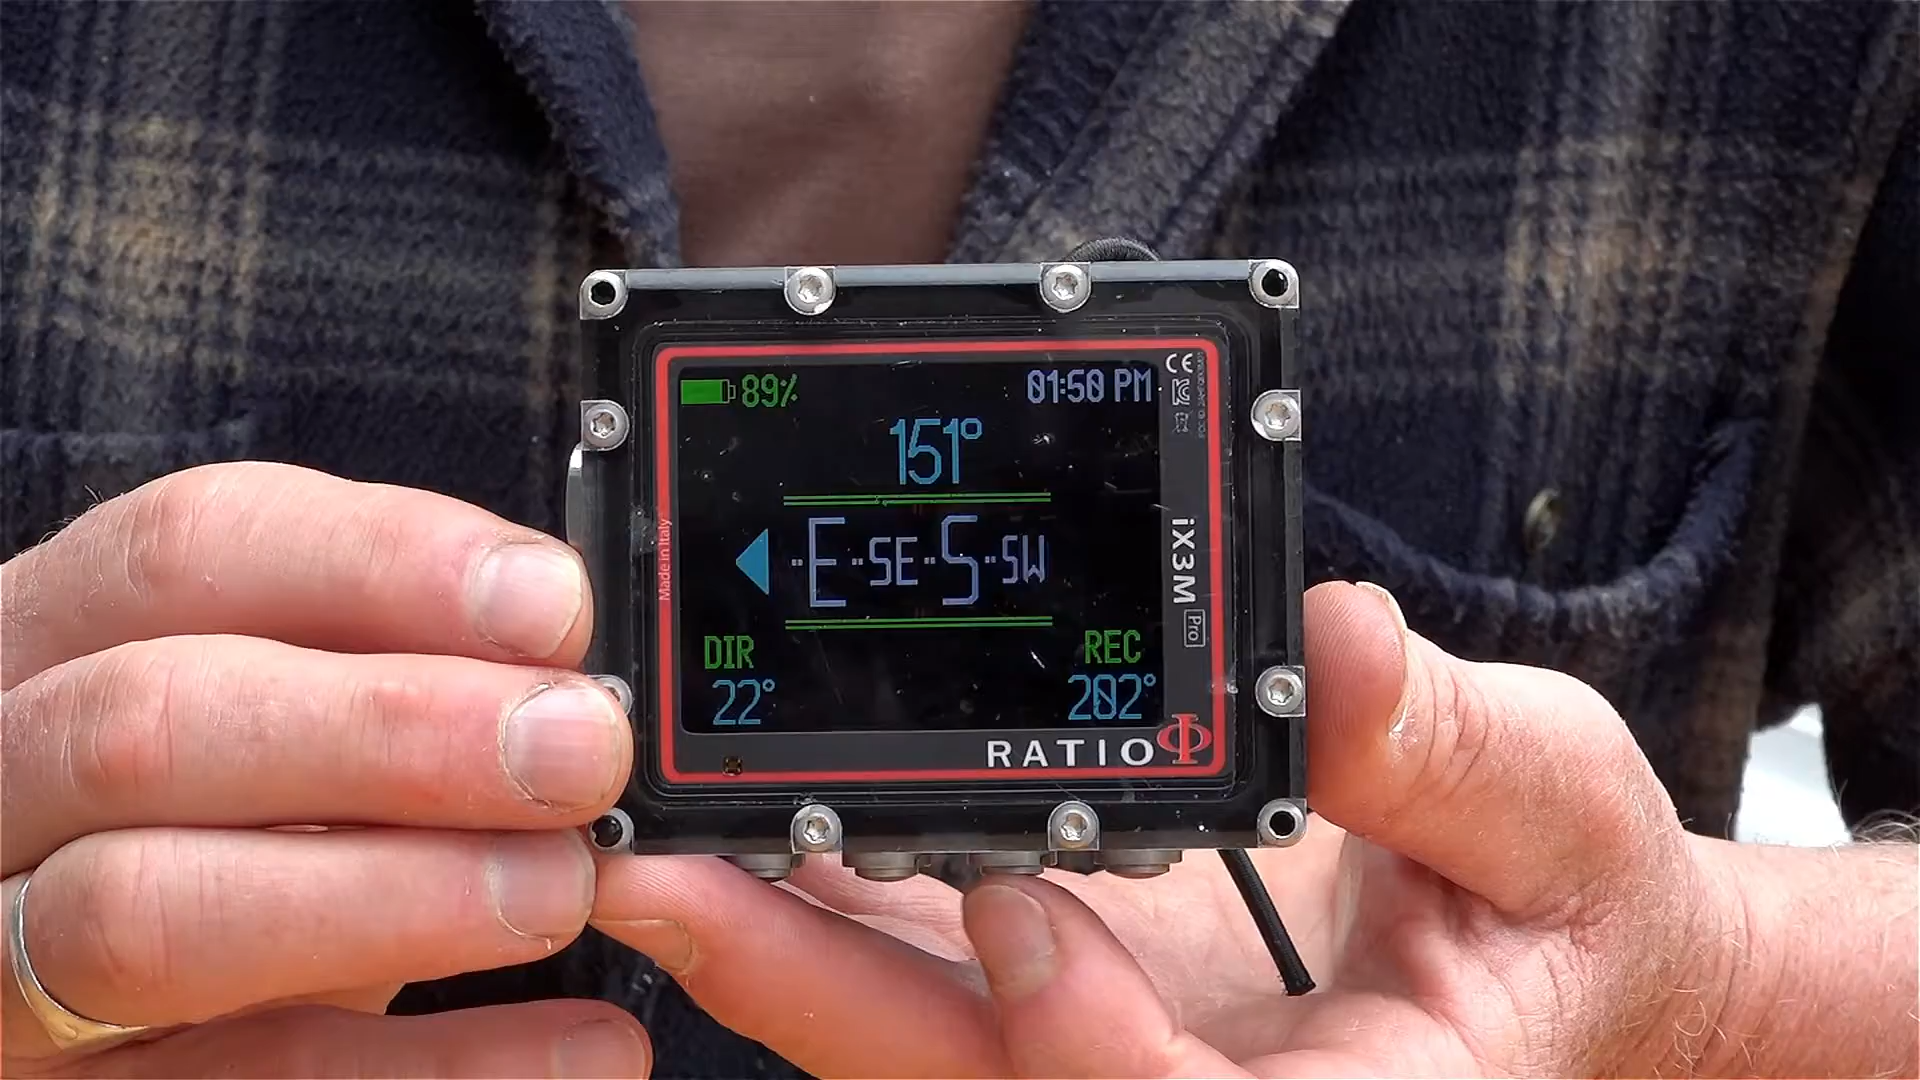 89%
01:50 PM
151°
E SE S SW
DIR
REC
22°
202°
RATIO
Made in Italy
CE
iX3M
Pro